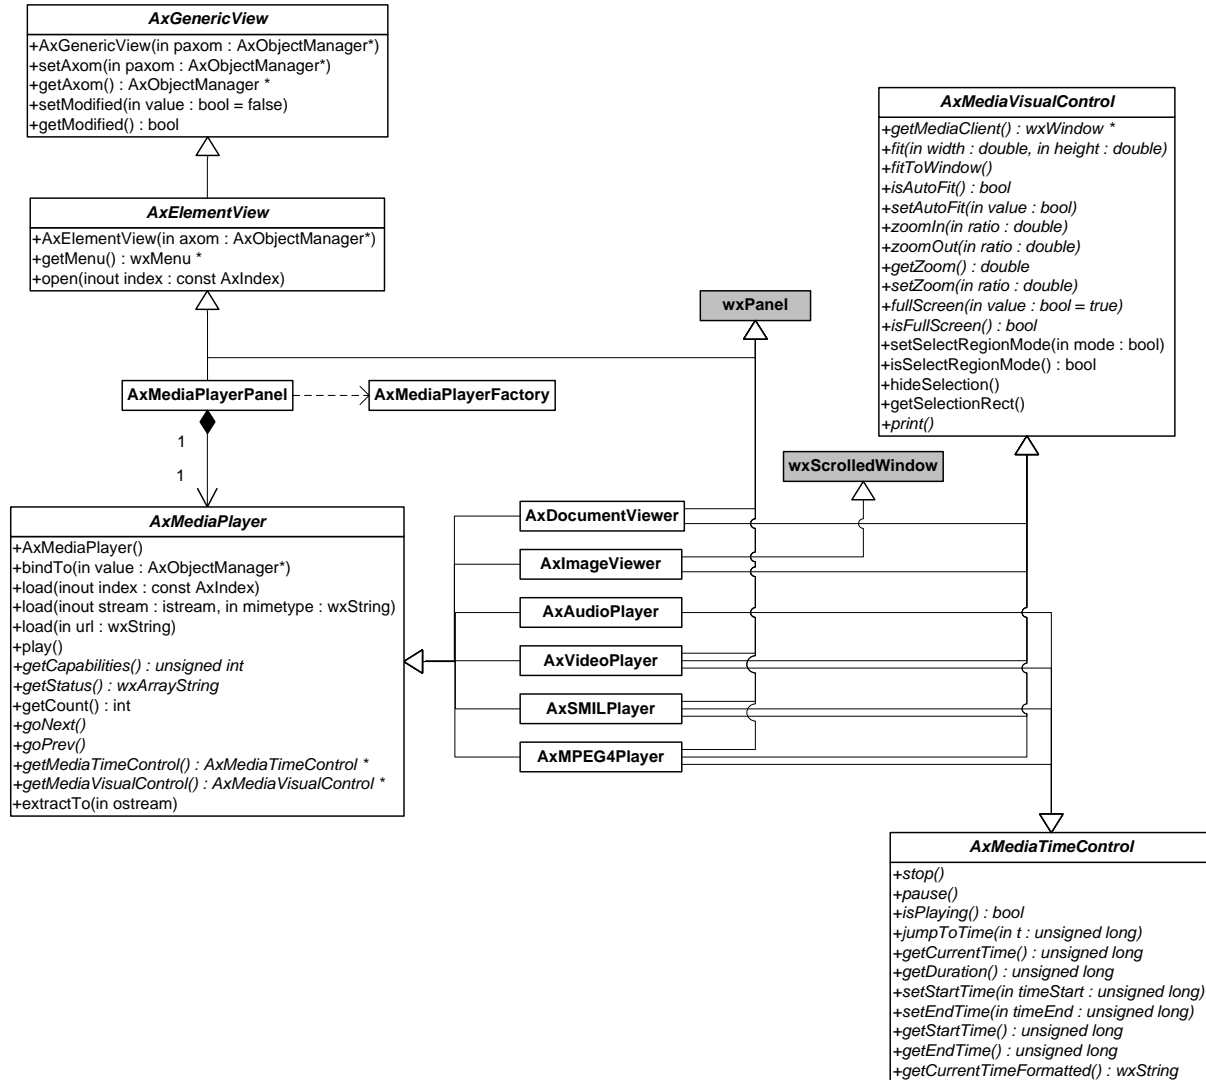 AxGenericView
+AxGenericView(in paxom : AxObjectManager*)
+setAxom(in paxom : AxObjectManager*)
+getAxom() : AxObjectManager *
+setModified(in value : bool = false)
+getModified() : bool
AxElementView
+AxElementView(in axom : AxObjectManager*)
+getMenu() : wxMenu *
+open(inout index : const AxIndex)
AxMediaVisualControl
+getMediaClient() : wxWindow *
+fit(in width : double, in height : double)
+fitToWindow()
+isAutoFit() : bool
+setAutoFit(in value : bool)
+zoomIn(in ratio : double)
+zoomOut(in ratio : double)
+getZoom() : double
+setZoom(in ratio : double)
+fullScreen(in value : bool = true)
+isFullScreen() : bool
+setSelectRegionMode(in mode : bool)
+isSelectRegionMode() : bool
+hideSelection()
+getSelectionRect()
+print()
wxPanel
AxMediaPlayerPanel
AxMediaPlayerFactory
1
1
wxScrolledWindow
AxMediaPlayer
+AxMediaPlayer()
+bindTo(in value : AxObjectManager*)
+load(inout index : const AxIndex)
+load(inout stream : istream, in mimetype : wxString)
+load(in url : wxString)
+play()
+getCapabilities() : unsigned int
+getStatus() : wxArrayString
+getCount() : int
+goNext()
+goPrev()
+getMediaTimeControl() : AxMediaTimeControl *
+getMediaVisualControl() : AxMediaVisualControl *
+extractTo(in ostream)
AxDocumentViewer
AxImageViewer
AxAudioPlayer
AxVideoPlayer
AxSMILPlayer
AxMPEG4Player
AxMediaTimeControl
+stop()
+pause()
+isPlaying() : bool
+jumpToTime(in t : unsigned long)
+getCurrentTime() : unsigned long
+getDuration() : unsigned long
+setStartTime(in timeStart : unsigned long)
+setEndTime(in timeEnd : unsigned long)
+getStartTime() : unsigned long
+getEndTime() : unsigned long
+getCurrentTimeFormatted() : wxString